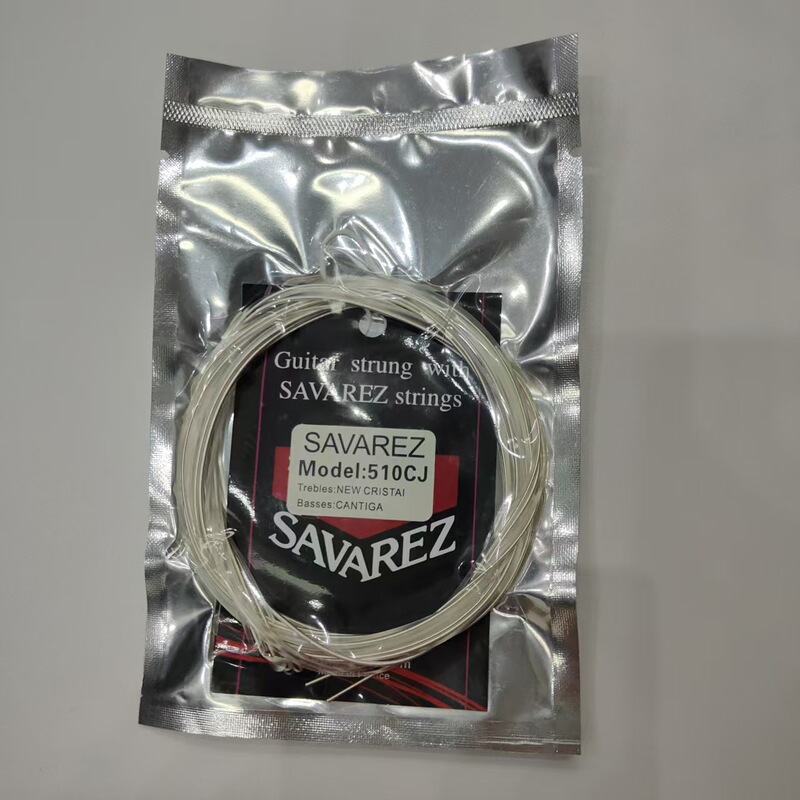 Guitar strung with
SAVAREZ strings
SAVAREZ
Model:510CJ
Trebles:NEW CRISTAI
Basses:CANTIGA
SAVAREZ